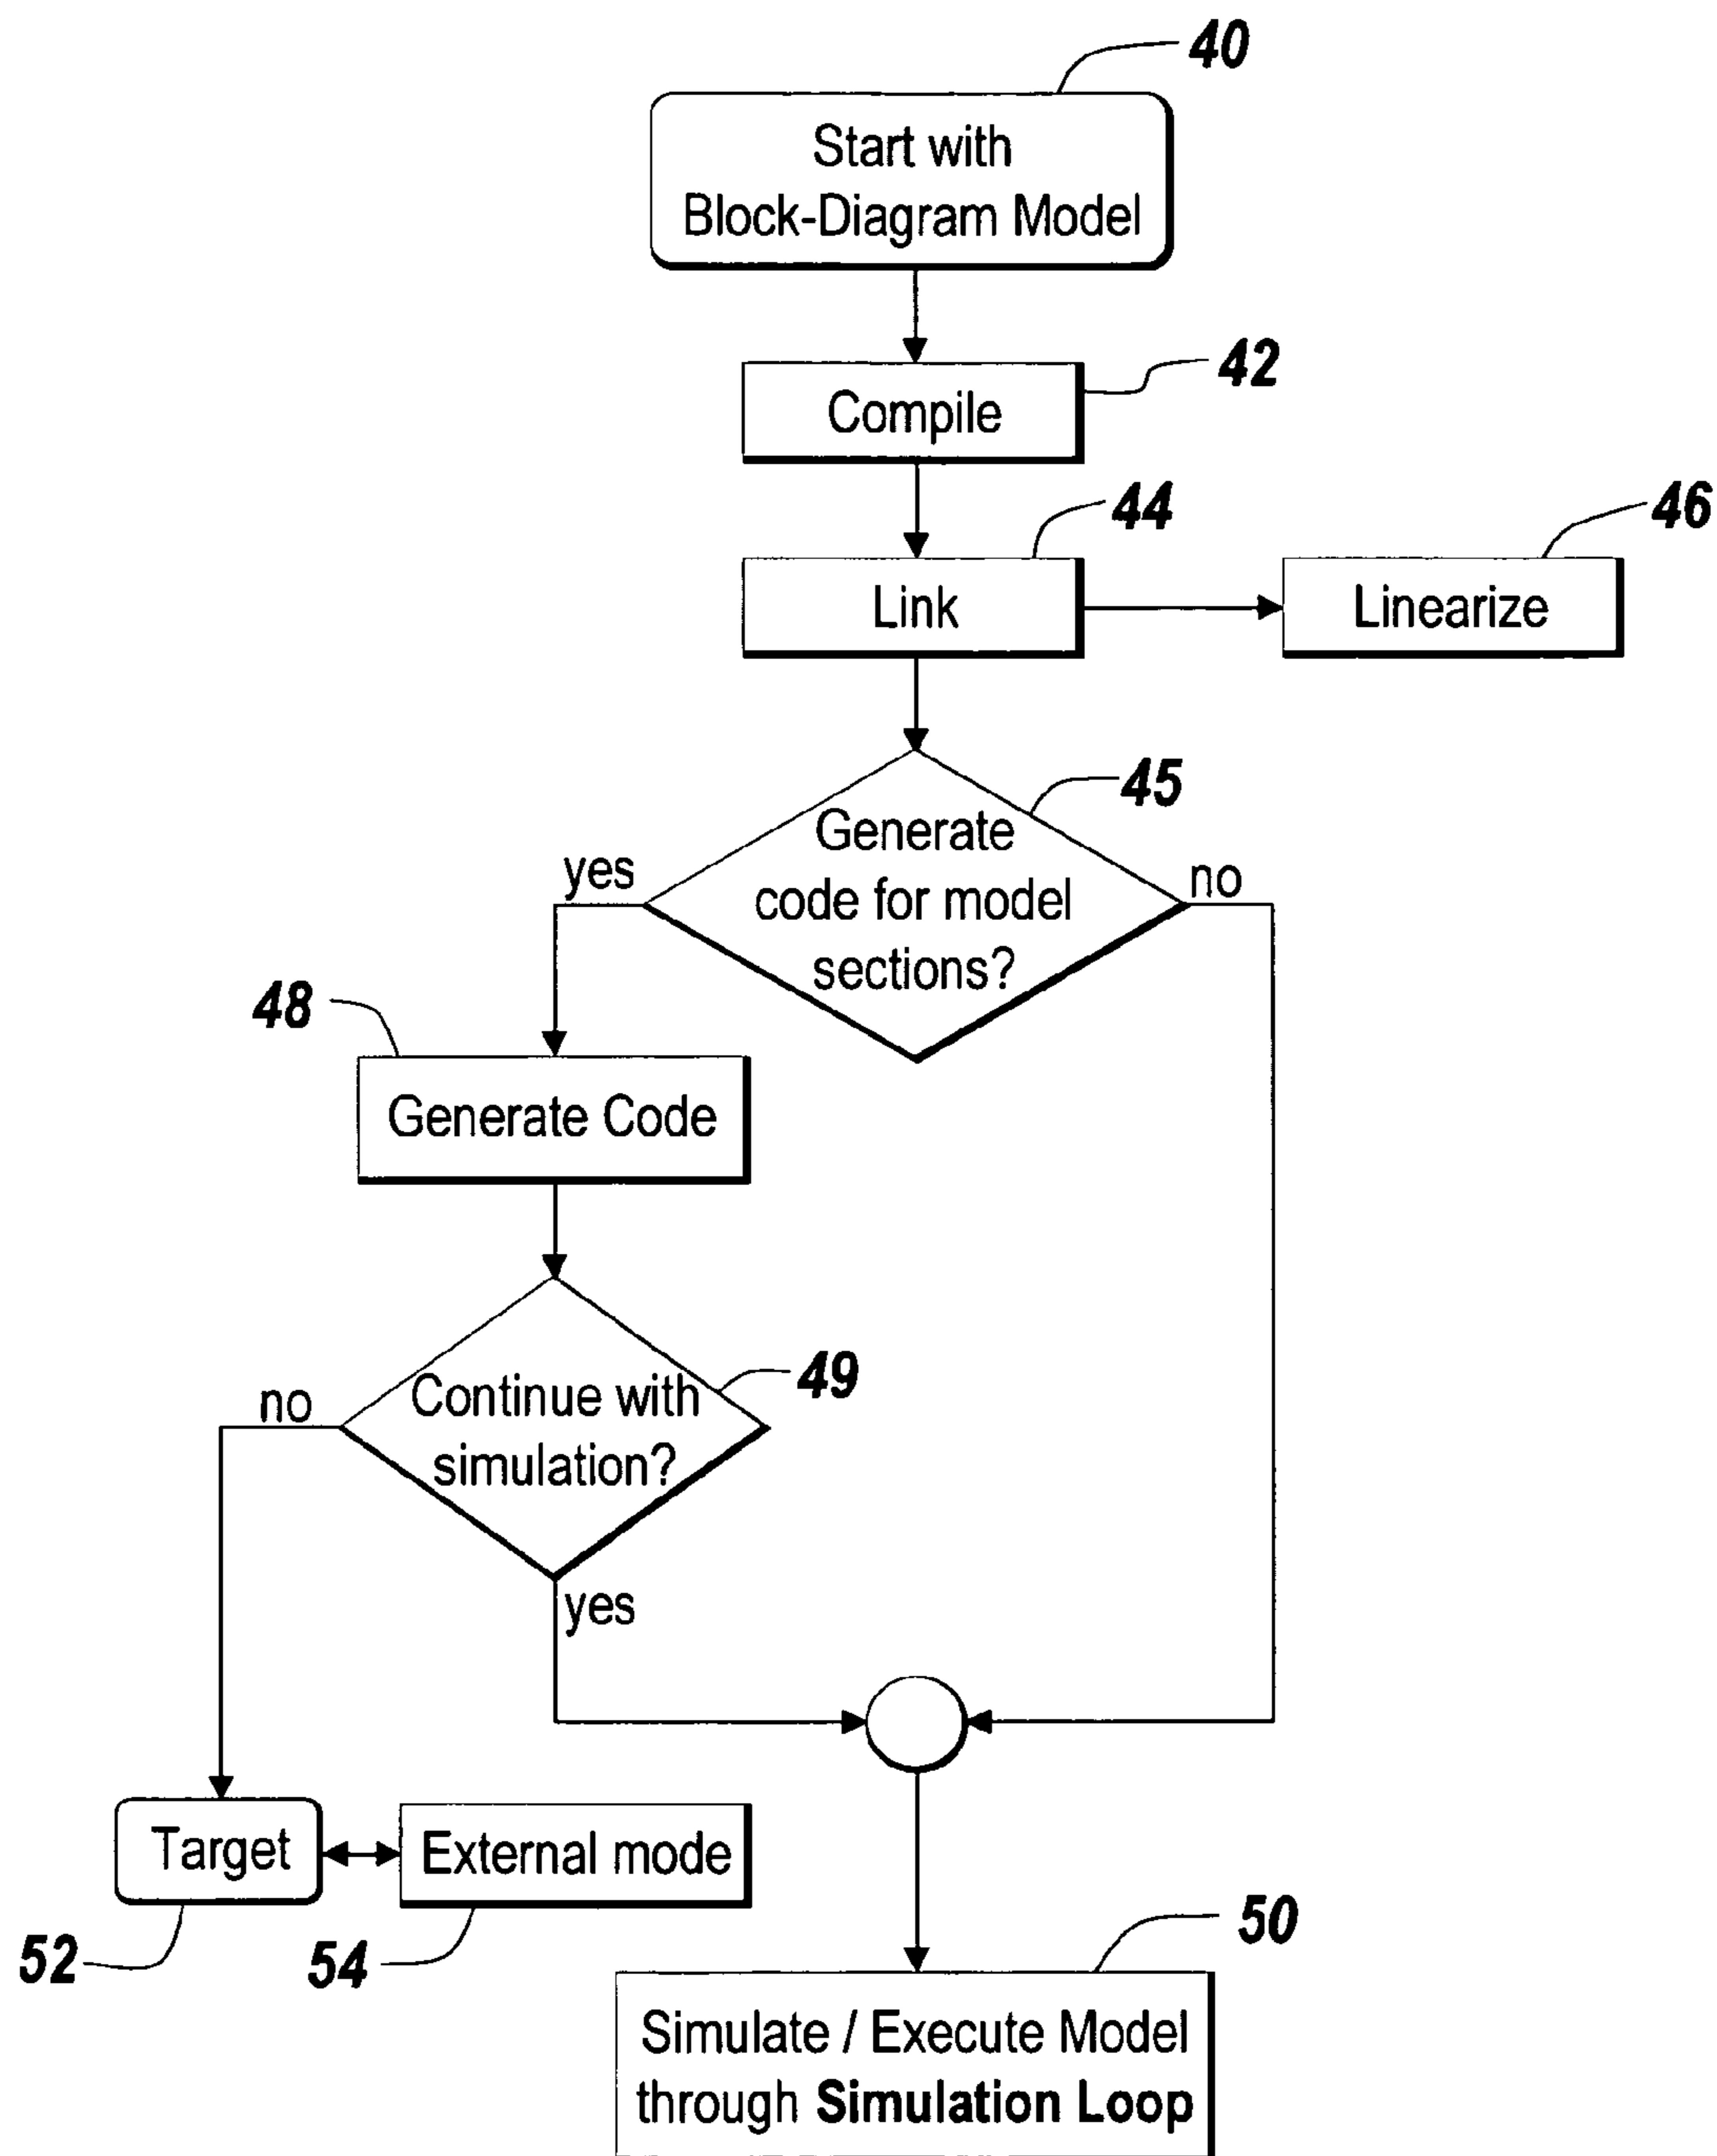 40
Start with
Block-Diagram Model
42
Compile
44
46
Link
Linearize
45
Generate
code for model
sections?
yes
no
48
Generate Code
49
Continue with
simulation?
no
yes
Target
External mode
52
54
50
Simulate / Execute Model
through Simulation Loop